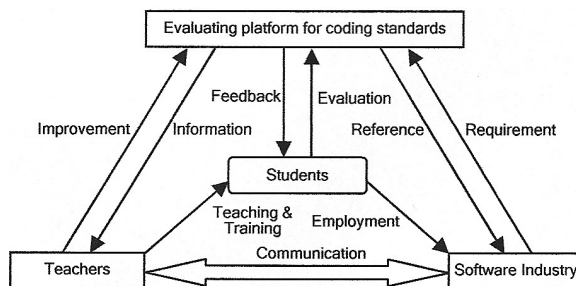 Evaluating platform for coding standards
Feedback
Evaluation
Improvement
Information
Reference
Requirement
Students
Teaching &
Training
Employment
Communication
Teachers
Software Industry